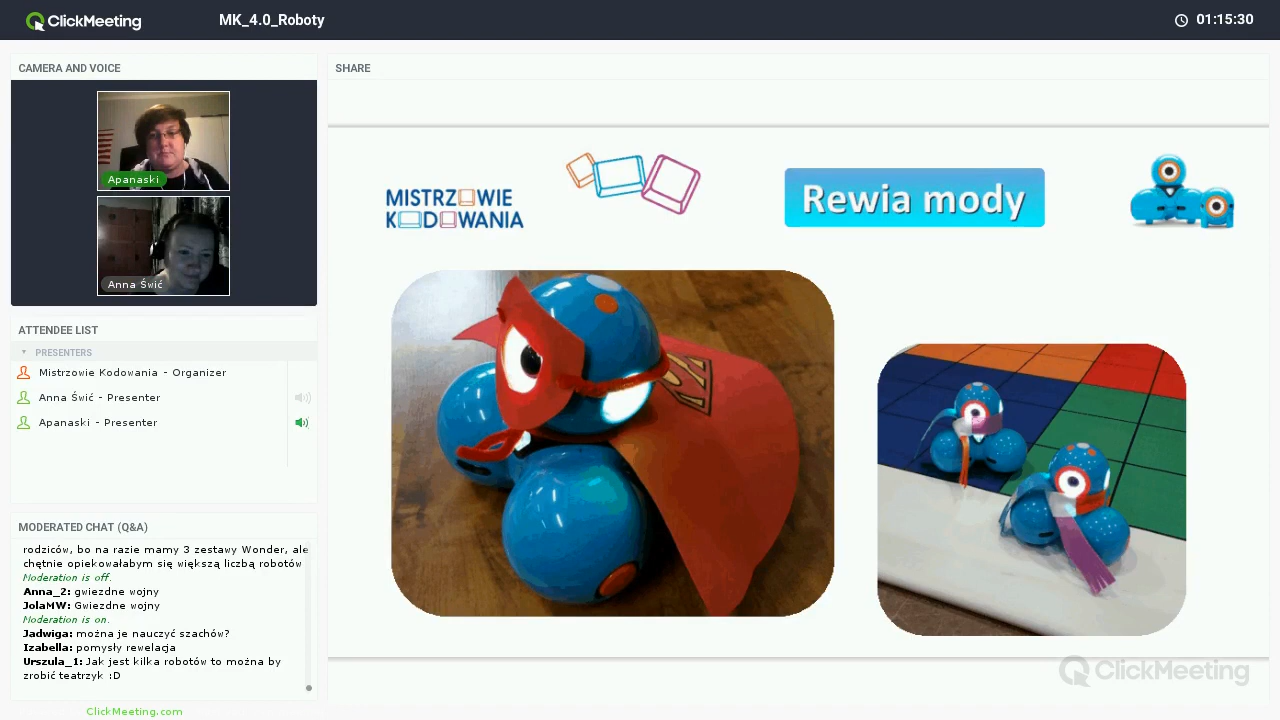 ClickMeeting
MK_4.0_Roboty
01:15:30
CAMERA AND VOICE
Apanaski
Anna Świć
ATTENDEE LIST
PRESENTERS
Mistrzowie Kodowania - Organizer
Anna Świć - Presenter
Apanaski - Presenter
MODERATED CHAT (Q&A)
rodziców, bo na razie mamy 3 zestawy Wonder, ale
chętnie opiekowałabym się większą liczbą robotów
Moderation is off.
Anna_2: gwiezdne wojny
JolaMW: Gwiezdne wojny
Moderation is on.
Jadwiga: można je nauczyć szachów?
Izabella: pomysły rewelacja
Urszula_1: Jak jest kilka robotów to można by
zrobić teatrzyk :D
ClickMeeting.com
SHARE
MISTRZOWIE
KODOWANIA
Rewia mody
ClickMeeting